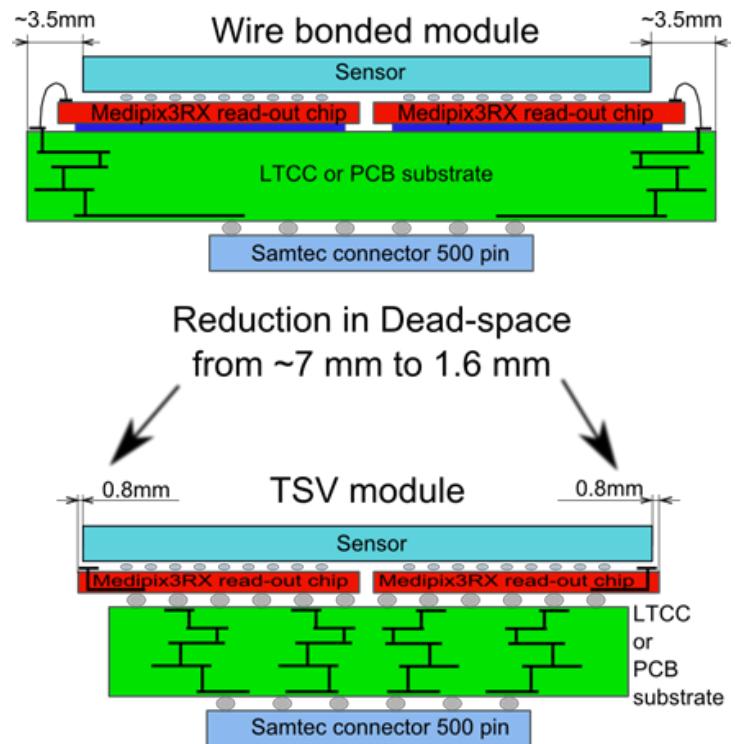 ~3.5mm
~3.5mm
Wire bonded module
Sensor
Medipix3RX read-out chip
Medipix3RX read-out chip
LTCC or PCB substrate
Samtec connector 500 pin
Reduction in Dead-space
from ~7 mm to 1.6 mm
0.8mm
TSV module
0.8mm
Sensor
Medipix3RX read-out chip
Medipix3RX read-out chip
LTCC
or
PCB
substrate
Samtec connector 500 pin